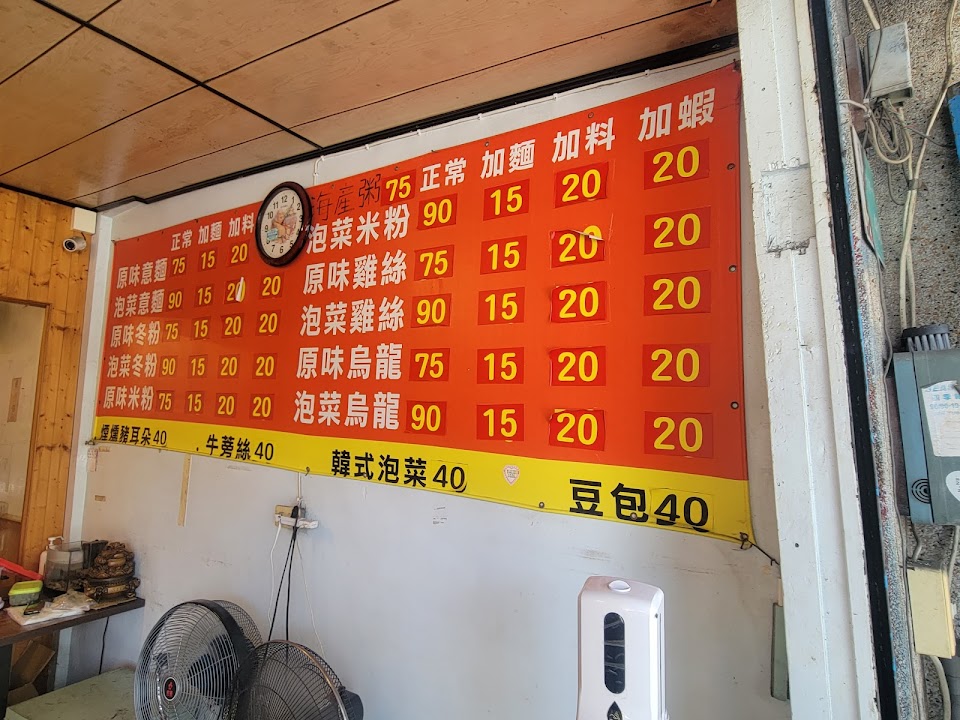 正常 加麵 加料
原味意麵 75 15 20
泡菜意麵 90 15 20 20
原味冬粉 75 15 20 20
泡菜冬粉 90 15 20 20
原味米粉 75 15 20 20
海產粥 75 正常 加麵 加料 加蝦
泡菜米粉 90 15 20 20
原味雞絲 75 15 20 20
泡菜雞絲 90 15 20 20
原味烏龍 75 15 20 20
泡菜烏龍 90 15 20 20
煙燻豬耳朵 40
牛蒡絲 40
韓式泡菜 40
豆包 40